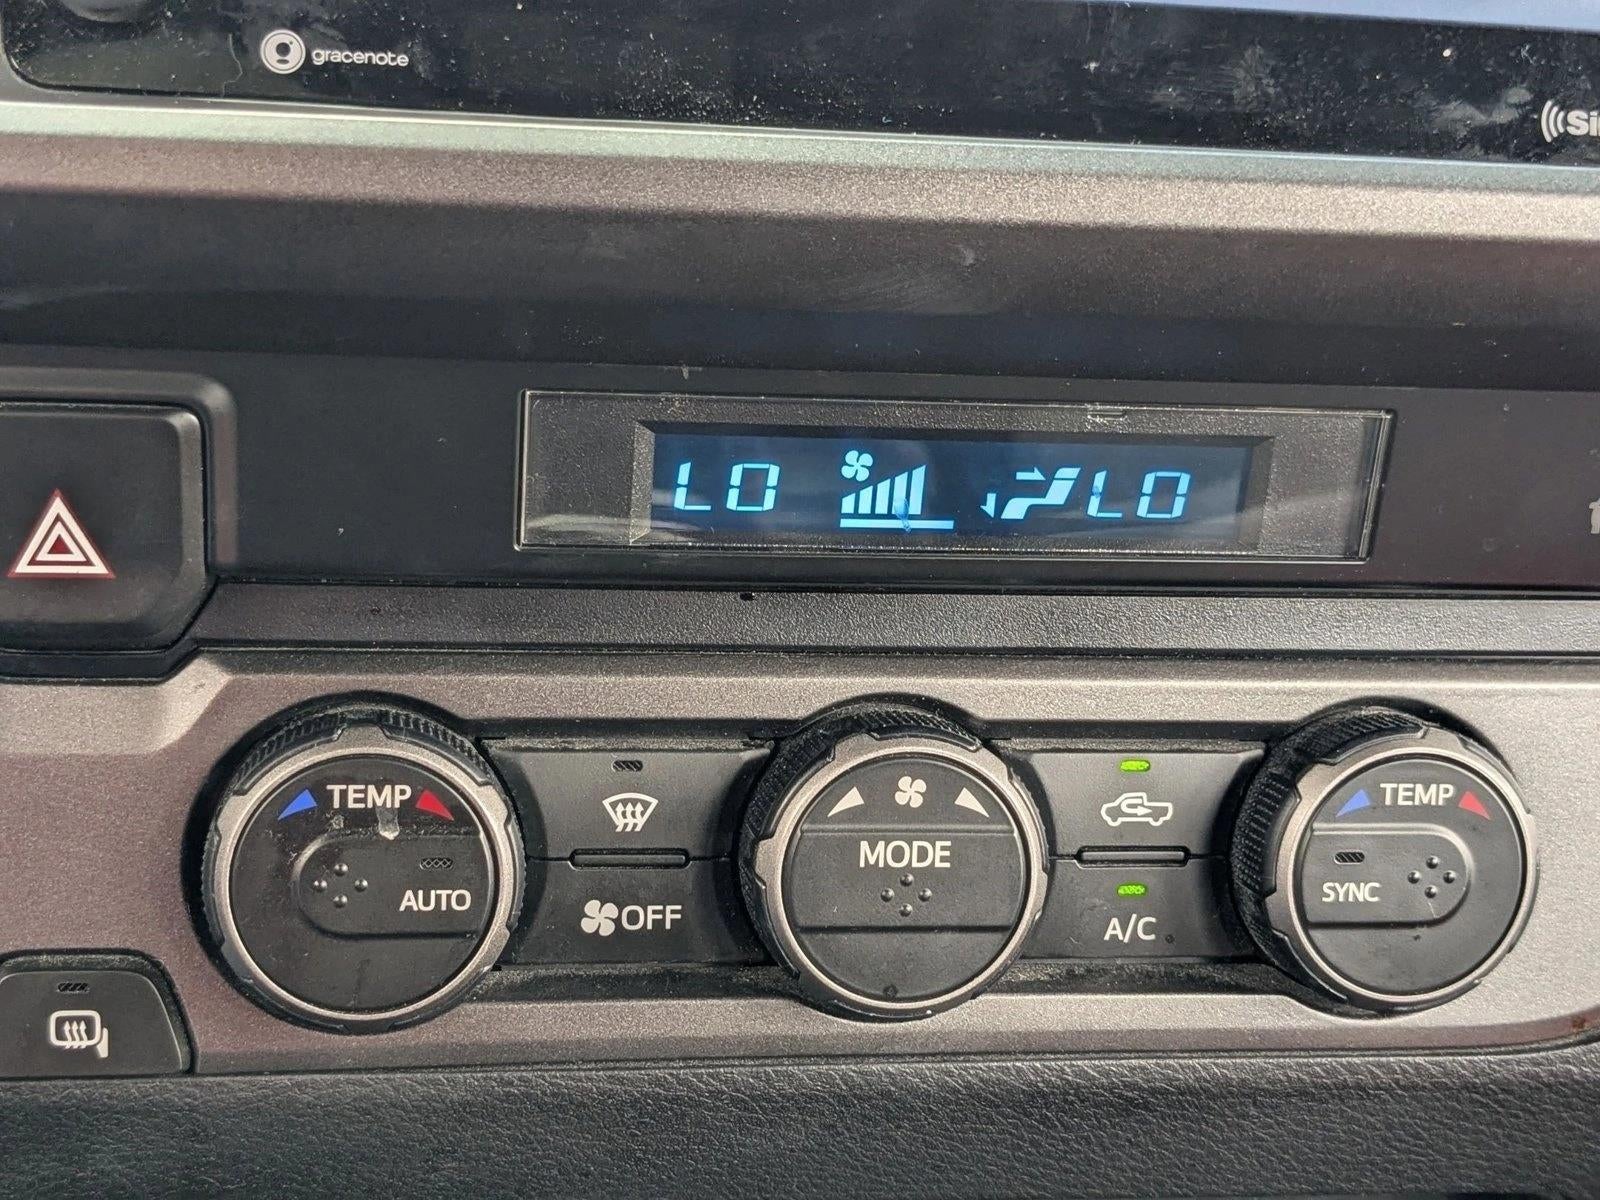 gracenote
LO LO
TEMP
AUTO
OFF
MODE
A/C
TEMP
SYNC